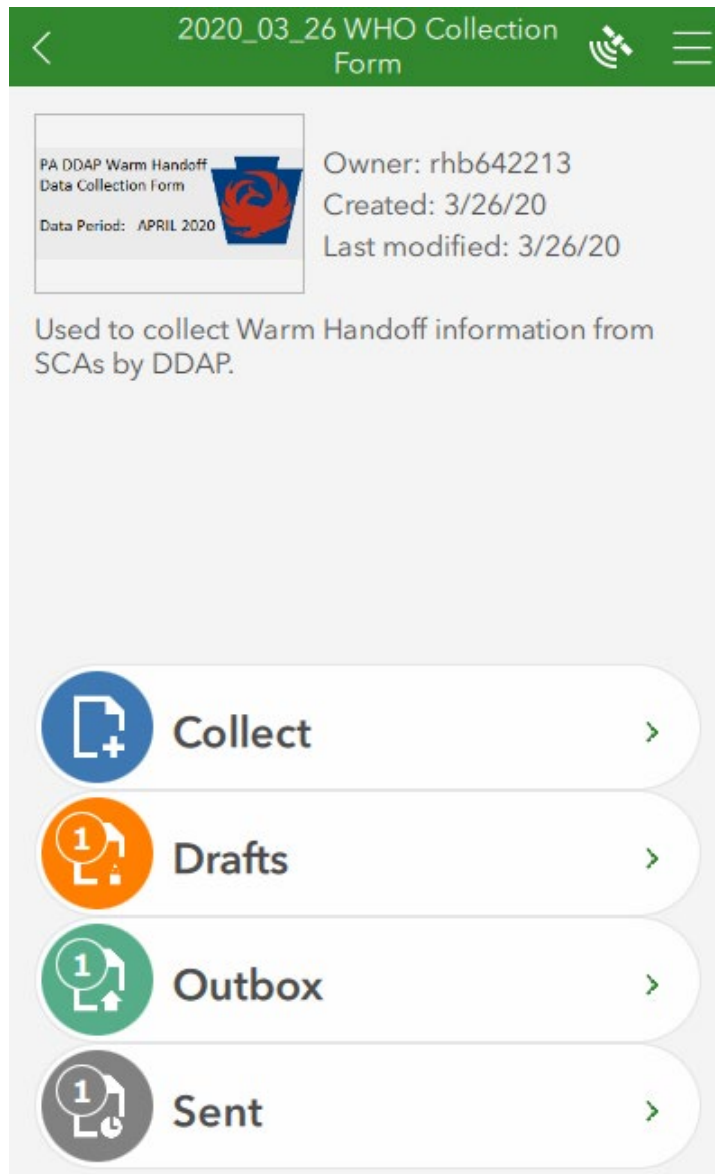 2020_03_26 WHO Collection
Form
PA DDAP Warm Handoff
Data Collection Form
Data Period: APRIL 2020
Owner: rhb642213
Created: 3/26/20
Last modified: 3/26/20
Used to collect Warm Handoff information from
SCAs by DDAP.
Collect
1
Drafts
1
Outbox
1
Sent